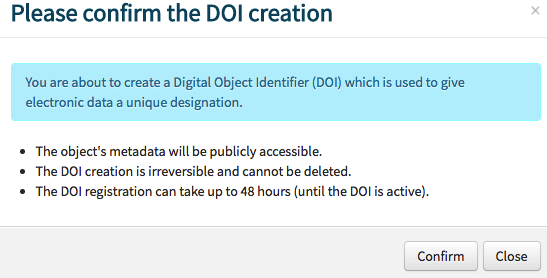 Please confirm the DOI creation
×
You are about to create a Digital Object Identifier (DOI) which is used to give
electronic data a unique designation.
• The object's metadata will be publicly accessible.
• The DOI creation is irreversible and cannot be deleted.
• The DOI registration can take up to 48 hours (until the DOI is active).
Confirm Close